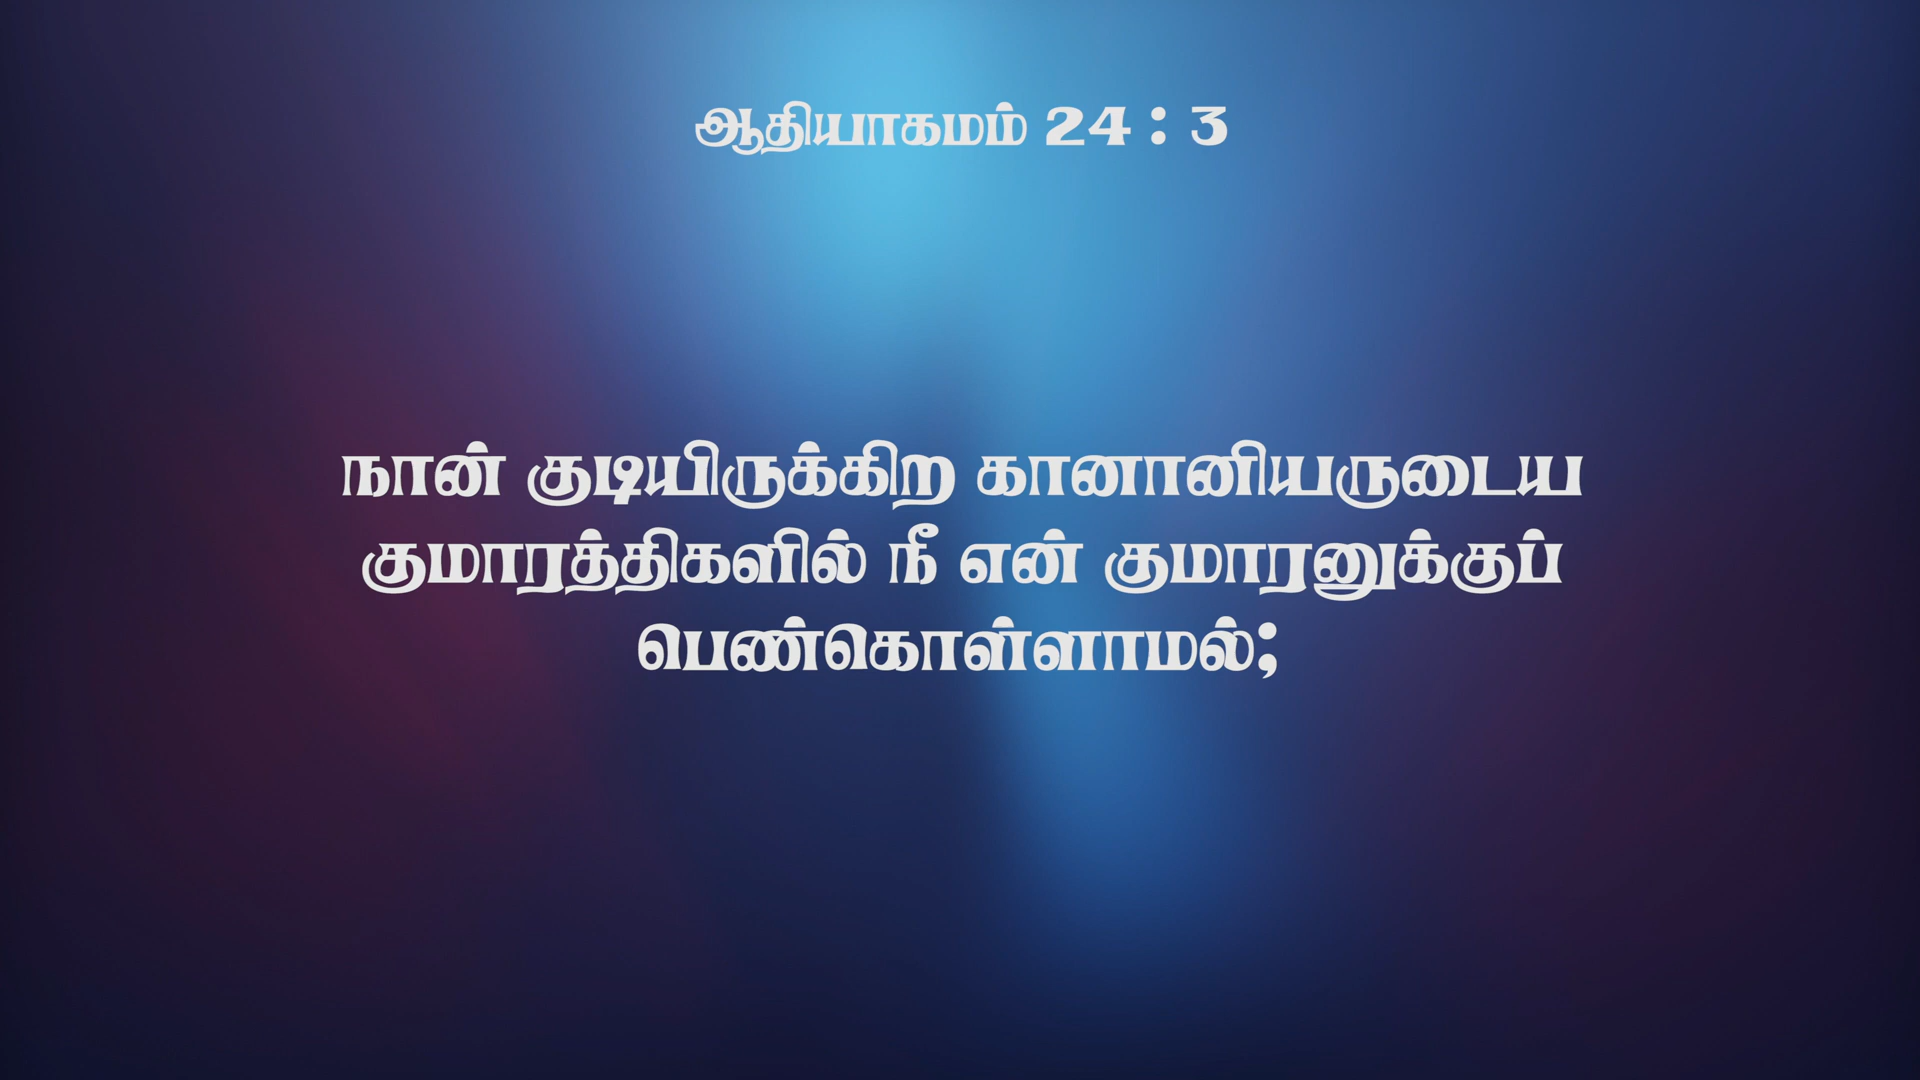 ஆதியாகமம் 24 : 3
நான் குடியிருக்கிற கானானியருடைய
குமாரத்திகளில் நீ என் குமாரனுக்குப்
பெண்கொள்ளாமல்;